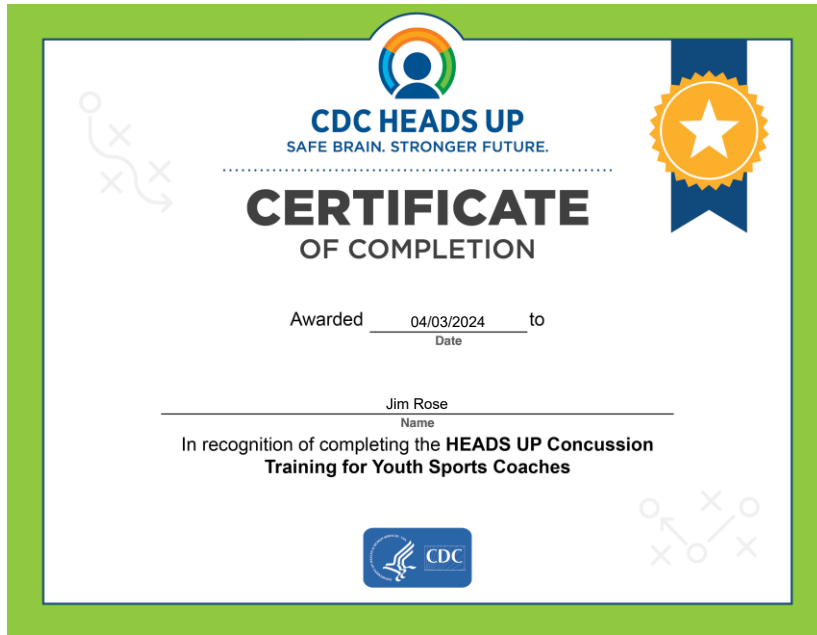 CDC HEADS UP
SAFE BRAIN. STRONGER FUTURE.
CERTIFICATE
OF COMPLETION
Awarded 04/03/2024 to
Date
Jim Rose
Name
In recognition of completing the HEADS UP Concussion
Training for Youth Sports Coaches
CDC